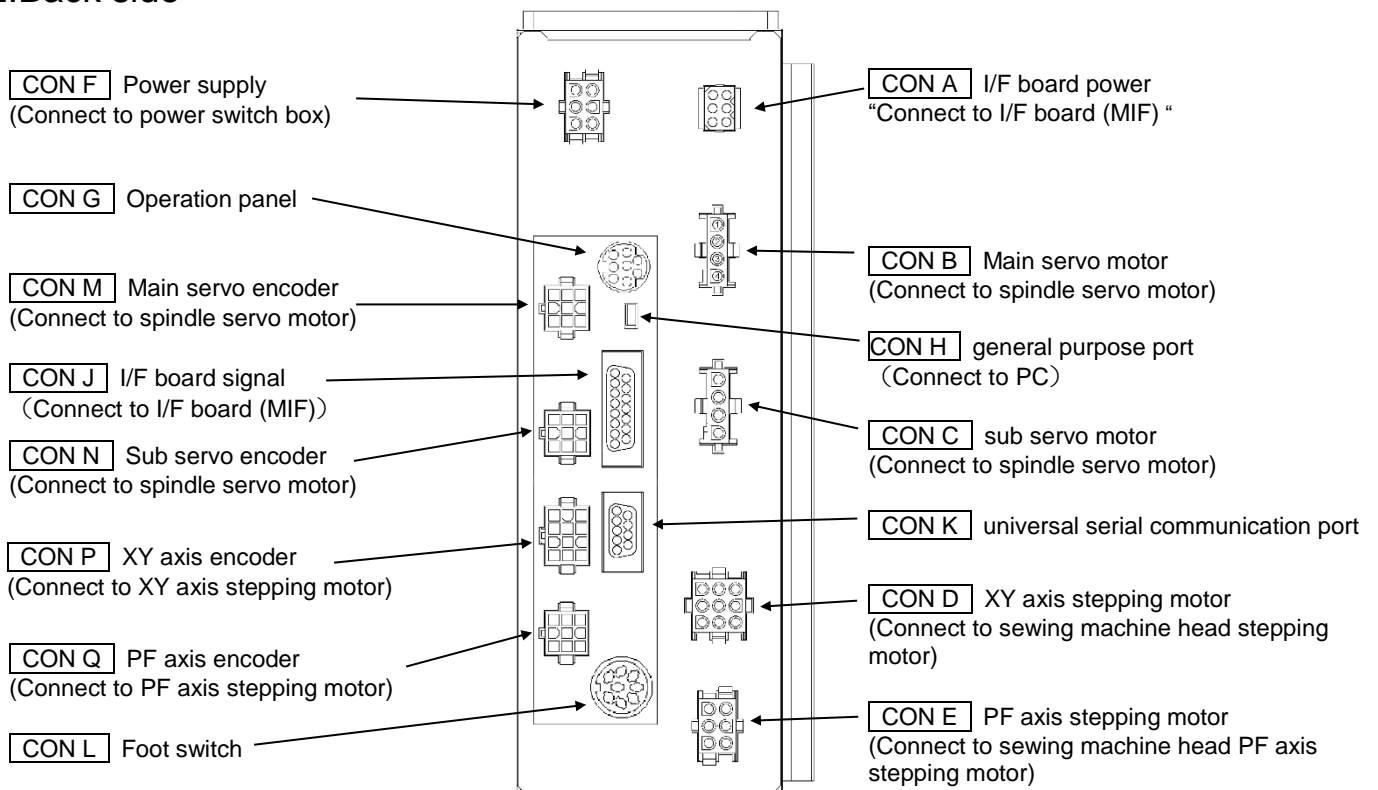 Back side
CON F Power supply
(Connect to power switch box)
CON G Operation panel
CON M Main servo encoder
(Connect to spindle servo motor)
CON J I/F board signal
（Connect to I/F board (MIF)）
CON N Sub servo encoder
(Connect to spindle servo motor)
CON P XY axis encoder
(Connect to XY axis stepping motor)
CON Q PF axis encoder
(Connect to PF axis stepping motor)
CON L Foot switch
CON A I/F board power
“Connect to I/F board (MIF) “
① 
②
③
④
CON B Main servo motor
(Connect to spindle servo motor)
CON H general purpose port
（Connect to PC）
CON C sub servo motor
(Connect to spindle servo motor)
CON K universal serial communication port
CON D XY axis stepping motor
(Connect to sewing machine head stepping
motor)
CON E PF axis stepping motor
(Connect to sewing machine head PF axis
stepping motor)